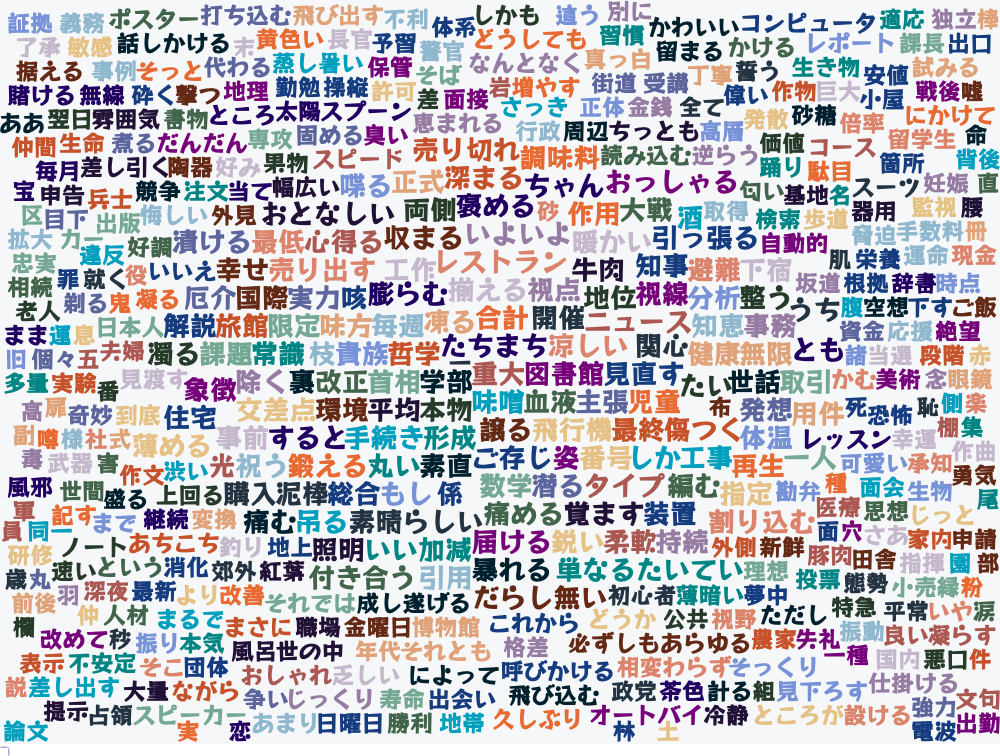 証拠 義務 ポスター 打ち込む 飛び出す 不利 体系 しかも 違う 別に かわいい コンピュータ 適応 独立 棒
了承 敏感 話しかける 末 黄色い 長官 予習 警官 どうしても 習慣 留まる かける レポート 課長 出口
据える 事例 そっと 代わる 蒸し暑い 保管 そば なんとなく 真っ白 丁寧 誓う 生き物 安値 試みる
賭ける 無線 砕く 撃つ 地理 勤勉 操縦 許可 差 面接 岩 増やす 街道 受講 偉い 作物 巨大 小屋 戦後 嘘
ああ 翌日 雰囲気 書物 ところ 太陽 スプーン 恵まれる さっき 正体 金銭 全て 発散 砂糖 倍率 にかけて
仲間 生命 煮る だんだん 専攻 固める 臭い 行政 周辺 ちっとも 高層 価値 コース 留学生 命
毎月 差し引く 陶器 好み 果物 スピード 売り切れ 調味料 読み込む 逆らう 踊り 駄目 箇所 背後
宝 申告 兵士 競争 注文 当て 幅広い 喋る 正式 深まる ちゃん おっしゃる 匂い 基地 名 スーツ 妊娠 直
区 目下 出版 悔しい 外見 おとなしい 両側 褒める 砂 作用 大戦 酒 取得 検索 歩道 器用 監視 腰
拡大 カー 違反 好調 漬ける 最低 心得る 収まる いよいよ 暖かい 引っ張る 自動的 脅迫 手数料 冊
忠実 罪 就く 役 いいえ 幸せ 売り出す 工作 レストラン 牛肉 知事 避難 下宿 肌 栄養 運命 現金
相続 剃る 鬼 凝る 厄介 国際 実力 咳 膨らむ 揃える 視点 地位 視線 分析 整う 坂道 根拠 辞書 時点
老人 うち 腹 空想 下す ご飯
まま 運 息 日本人 解説 旅館 限定 味方 毎週 凍る 合計 開催 ニュース 知恵 事務 資金 応援 絶望
旧 個々 五 夫婦 濁る 課題 常識 枝 貴族 哲学 たちまち 涼しい 関心 健康 無限 とも 諸 当選 段階 赤
多量 実験 番 見渡す 象徴 除く 裏 改正 首相 学部 重大 図書館 見直す たい 世話 取引 かむ 美術 念 眼鏡
高 扉 奇妙 到底 住宅 交差点 環境 平均 本物 味噌 血液 主張 児童 布 発想 用件 死 恐怖 恥 側 楽
副 噂 様 社式 薄める 事前 すると 手続き 形成 譲る 飛行機 最終 傷つく 体温 レッスン 幸運 棚 集
毒 武器 害 作文 渋い 光 祝う 鍛える 丸い 素直 ご存じ 姿 番号 しか 工事 再生 一人 可愛い 承知 作曲
風邪 世間 盛る 上回る 購入 泥棒 総合 もし 係 数学 潜る タイプ 編む 指定 勘弁 種 面会 生物 勇気 尾
軍 記す まで 継続 変換 痛む 吊る 素晴らしい 痛める 覚ます 装置 割り込む 医療 思想 じっと
員 同一 ノート あちこち 釣り 地上 照明 いい加減 届ける 鋭い 柔軟 持続 外側 新鮮 面 穴 さあ 家内 申請
研修 速い という 消化 郊外 紅葉 付き合う 引用 暴れる 単なる たいてい 理想 豚肉 田舎 指揮 園 部
歳 丸 羽 深夜 最新 より 改善 それでは 成し遂げる だらし無い 初心者 薄暗い 夢中 投票 態勢 小売 縁 粉
前後 仲 人材 まるで まさに 職場 金曜日 博物館 これから どうか 公共 視野 ただし 特急 平常 いや 涙
欄 改めて 秒 振り 本気 風呂 世の中 年代 それとも 格差 必ずしも あらゆる 農家 失礼 振動 良い 凝らす
表示 不安定 そこ 団体 おしゃれ 乏しい によって 呼びかける 相変わらず そっくり 一種 国内 悪口 件
説 差し出す 大量 ながら 争い じっくり 寿命 出会い 飛び込む 政党 茶色 計る 組 見下ろす 仕掛ける
提示 占領 スピーカー 実 恋 あまり 日曜日 勝利 地帯 久しぶり オートバイ 冷静 ところが 設ける 強力 文句
論文 林 土 電波 出勤